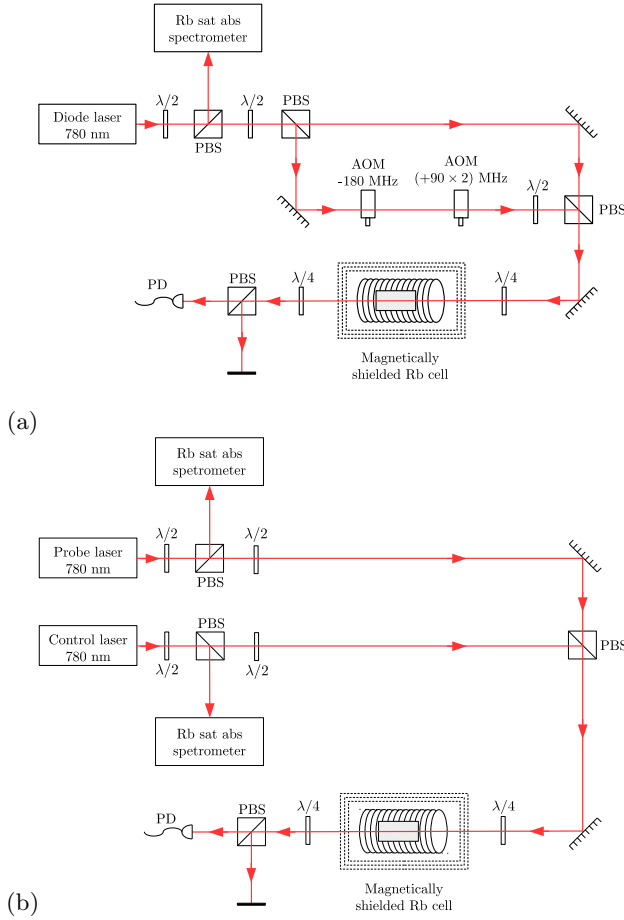 Rb sat abs
spectrometer
λ/2
λ/2
PBS
Diode laser
780 nm
PBS
AOM
-180 MHz
AOM
(+90 × 2) MHz
λ/2
PBS
PD
PBS
λ/4
λ/4
Magnetically
shielded Rb cell
(a)
Rb sat abs
spetrometer
λ/2
λ/2
Probe laser
780 nm
PBS
PBS
Control laser
780 nm
PBS
λ/2
λ/2
Rb sat abs
spetrometer
PD
PBS
λ/4
λ/4
Magnetically
shielded Rb cell
(b)